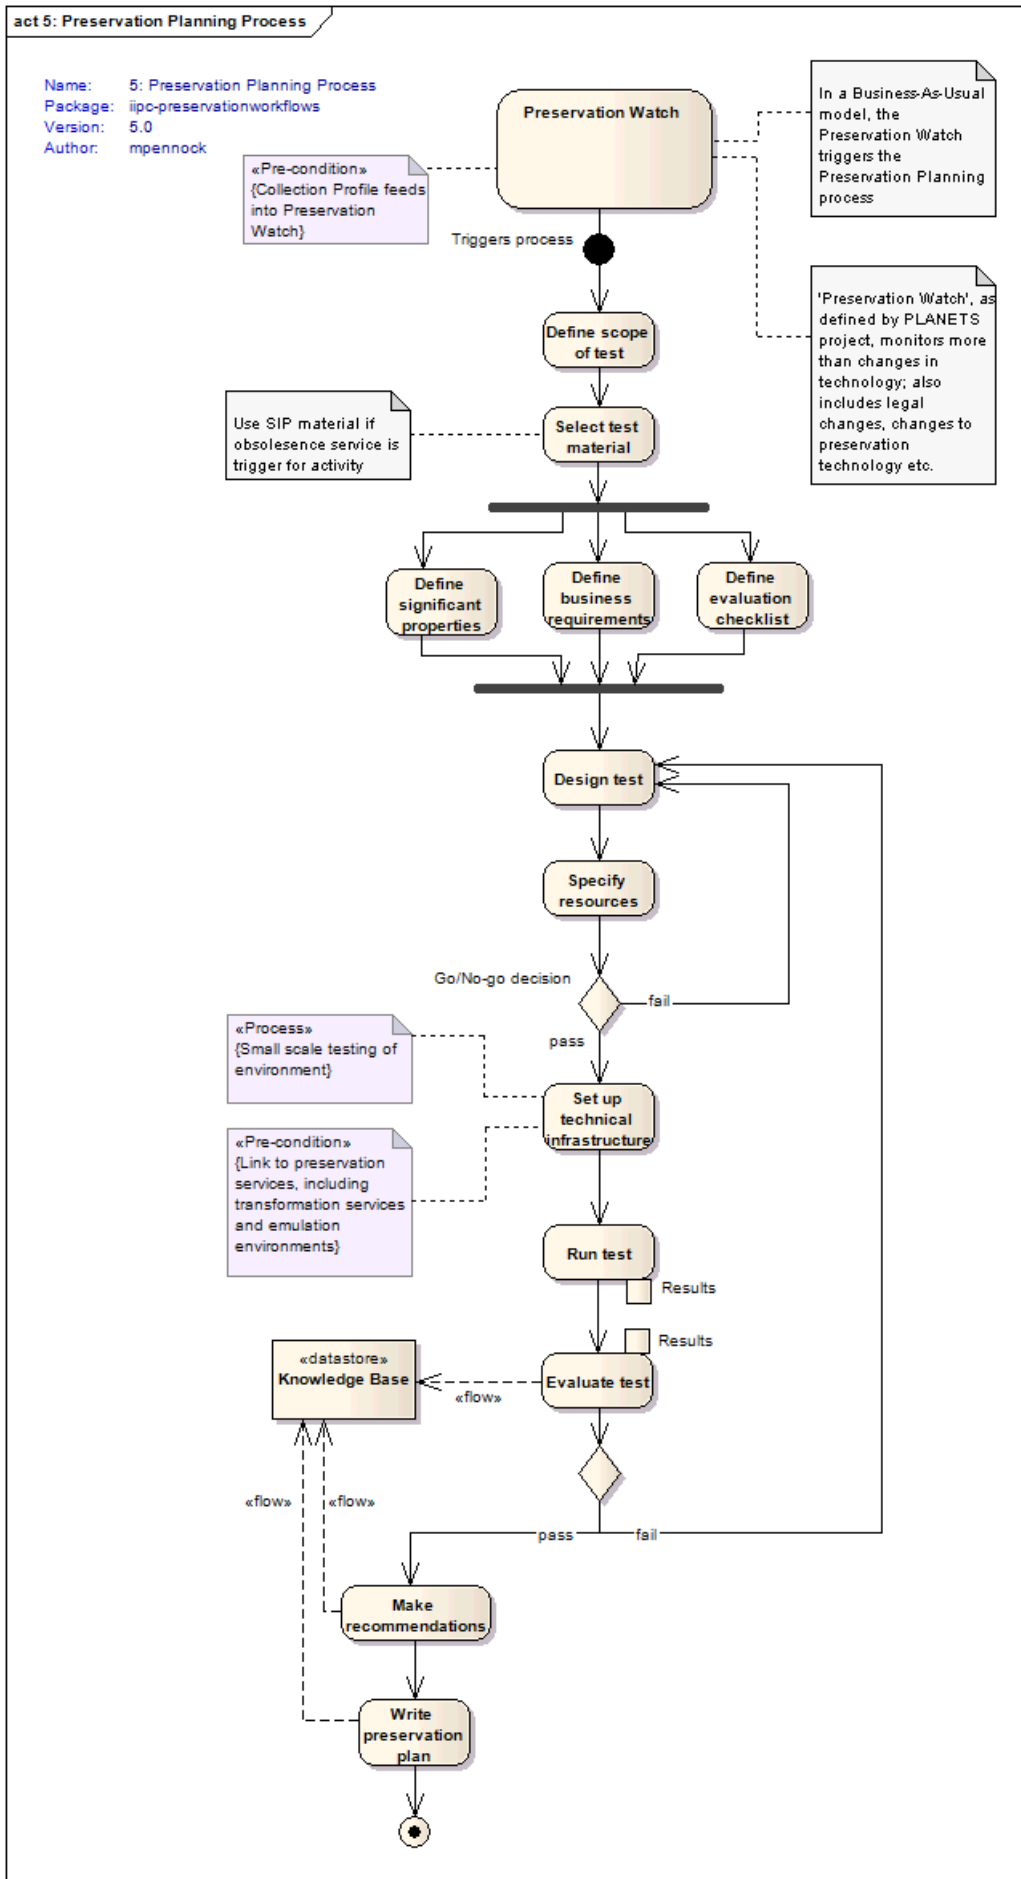 act 5: Preservation Planning Process
Name: 5: Preservation Planning Process
Package: iipc-preservationworkflows
Version: 5.0
Author: mpennock
Preservation Watch
In a Business-As-Usual
model, the
Preservation Watch
triggers the
Preservation Planning
process
«Pre-condition»
{Collection Profile feeds
into Preservation
Watch}
Triggers process
'Preservation Watch', as
defined by PLANETS
project, monitors more
than changes in
technology; also
includes legal
changes, changes to
preservation
technology etc.
Define scope
of test
Use SIP material if
obsolesence service is
trigger for activity
Select test
material
Define
significant
properties
Define
business
requirements
Define
evaluation
checklist
Design test
Specify
resources
Go/No-go decision
fail
pass
«Process»
{Small scale testing of
environment}
Set up
technical
infrastructure
«Pre-condition»
{Link to preservation
services, including
transformation services
and emulation
environments}
Run test
Results
Results
«datastore»
Knowledge Base
Evaluate test
«flow»
«flow»
«flow»
pass
fail
Make
recommendations
Write
preservation
plan